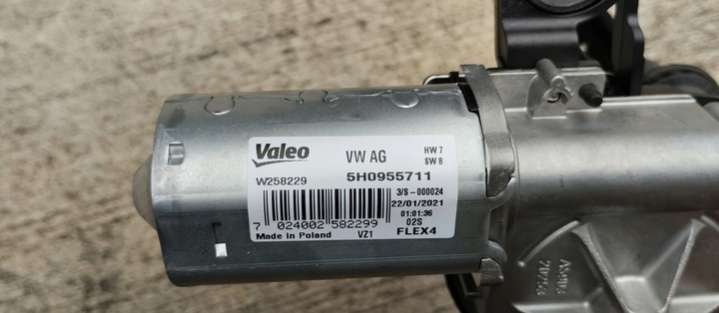 Valeo VW AG HW 7
SW 8
W258229 5H0955711
3/S-000024
22/01/2021
01:01:36
7 024002 582299 02S
Made in Poland VZ1 FLEX4